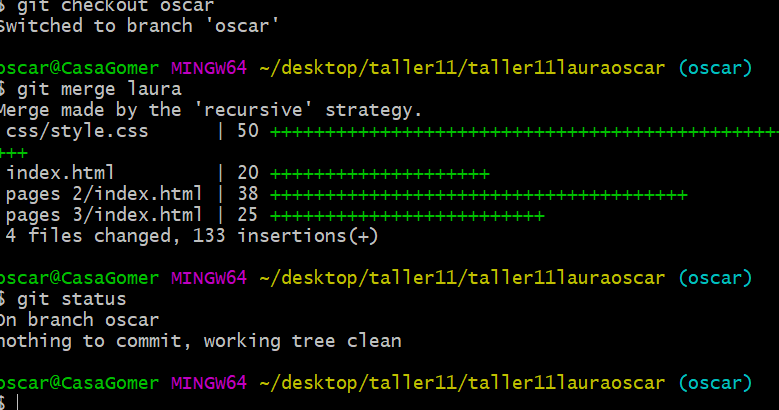 $ git checkout oscar
Switched to branch 'oscar'
oscar@CasaGomer MINGW64 ~/desktop/taller11/taller11lauraoscar (oscar)
$ git merge laura
Merge made by the 'recursive' strategy.
css/style.css | 50 +++++++++++++++++++++++++++++++++++++++++++++++
+++
index.html | 20 ++++++++++++++++++++
pages 2/index.html | 38 ++++++++++++++++++++++++++++++++++++++
pages 3/index.html | 25 +++++++++++++++++++++++++
4 files changed, 133 insertions(+)
oscar@CasaGomer MINGW64 ~/desktop/taller11/taller11lauraoscar (oscar)
$ git status
On branch oscar
nothing to commit, working tree clean
oscar@CasaGomer MINGW64 ~/desktop/taller11/taller11lauraoscar (oscar)
$